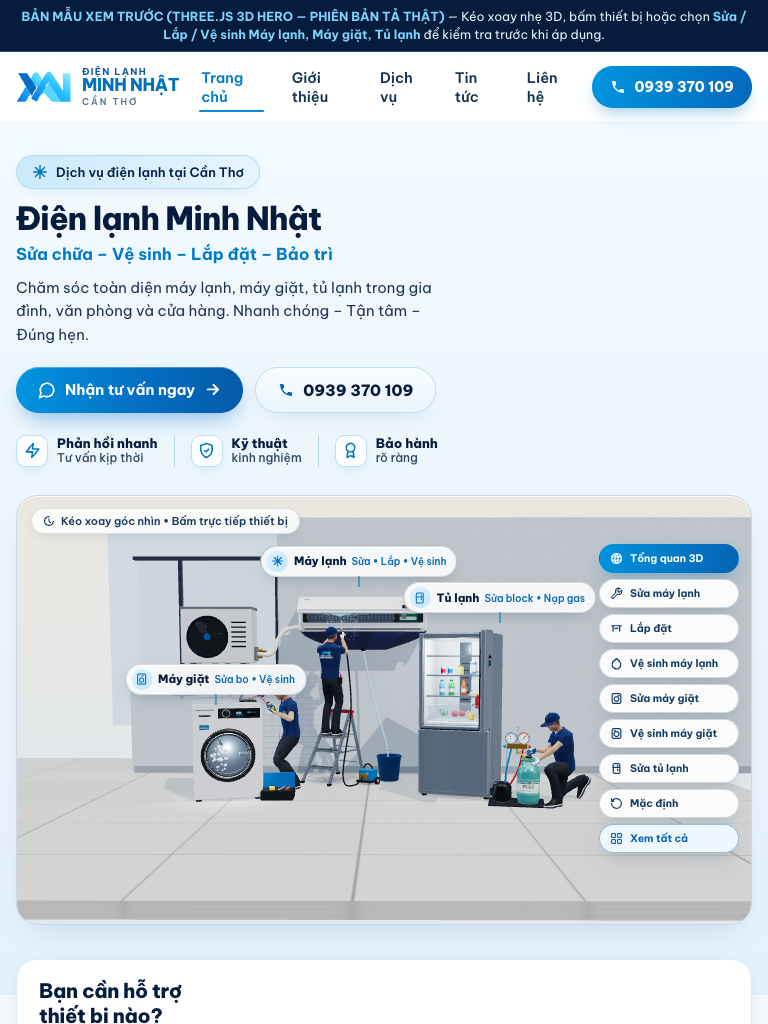 BẢN MẪU XEM TRƯỚC (THREE.JS 3D HERO — PHIÊN BẢN TẢ THẬT) — Kéo xoay nhẹ 3D, bấm thiết bị hoặc chọn Sửa /
Lắp / Vệ sinh Máy lạnh, Máy giặt, Tủ lạnh để kiểm tra trước khi áp dụng.
ĐIỆN LẠNH
MINH NHẬT
CẦN THƠ
Trang
chủ
Giới
thiệu
Dịch
vụ
Tin
tức
Liên
hệ
0939 370 109
Dịch vụ điện lạnh tại Cần Thơ
Điện lạnh Minh Nhật
Sửa chữa – Vệ sinh – Lắp đặt – Bảo trì
Chăm sóc toàn diện máy lạnh, máy giặt, tủ lạnh trong gia
đình, văn phòng và cửa hàng. Nhanh chóng – Tận tâm –
Đúng hẹn.
Nhận tư vấn ngay
0939 370 109
Phản hồi nhanh
Tư vấn kịp thời
Kỹ thuật
kinh nghiệm
Bảo hành
rõ ràng
Kéo xoay góc nhìn • Bấm trực tiếp thiết bị
Máy lạnh Sửa • Lắp • Vệ sinh
Tủ lạnh Sửa block • Nạp gas
Máy giặt Sửa bo • Vệ sinh
Tổng quan 3D
Sửa máy lạnh
Lắp đặt
Vệ sinh máy lạnh
Sửa máy giặt
Vệ sinh máy giặt
Sửa tủ lạnh
Mặc định
Xem tất cả
Bạn cần hỗ trợ
thiết bị nào?